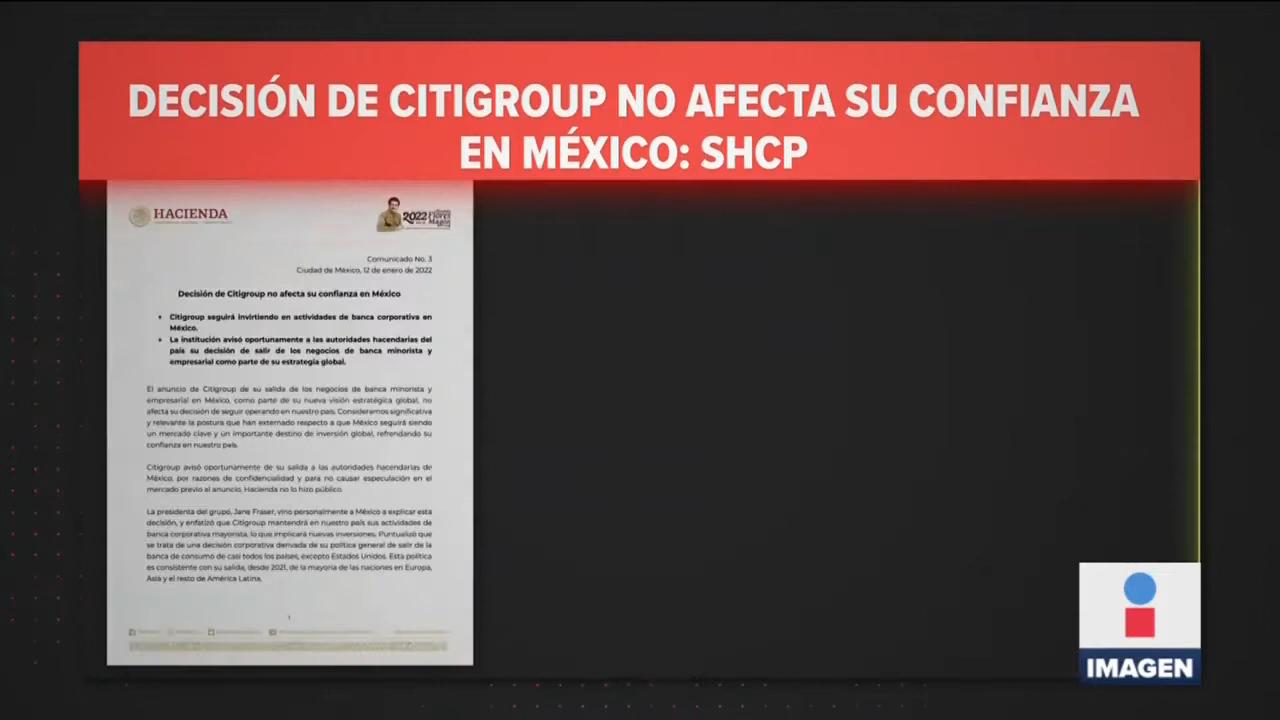 DECISIÓN DE CITIGROUP NO AFECTA SU CONFIANZA
EN MÉXICO: SHCP
HACIENDA
2022 Flores
Magón
Comunicado No. 3
Ciudad de México, 12 de enero de 2022
Decisión de Citigroup no afecta su confianza en México
• Citigroup seguirá invirtiendo en actividades de banca corporativa en
México.
• La institución avisó oportunamente a las autoridades hacendarias del
país su decisión de salir de los negocios de banca minorista y
empresarial como parte de su estrategia global.
El anuncio de Citigroup de su salida de los negocios de banca minorista y
empresarial en México, como parte de su nueva visión estratégica global, no
afecta su decisión de seguir operando en nuestro país. Consideramos significativa
y relevante la postura que han externado respecto a que México seguirá siendo
un mercado clave y un importante destino de inversión global, refrendando su
confianza en nuestro país.
Citigroup avisó oportunamente de su salida a las autoridades hacendarias de
México, por razones de confidencialidad y para no causar especulación en el
mercado previo al anuncio, Hacienda no lo hizo público.
La presidenta del grupo, Jane Fraser, vino personalmente a México a explicar esta
decisión, y enfatizó que Citigroup mantendrá en nuestro país sus actividades de
banca corporativa mayorista, lo que implicará nuevas inversiones. Puntualizó que
se trata de una decisión corporativa derivada de su política general de salir de la
banca de consumo de casi todos los países, excepto Estados Unidos. Esta política
es consistente con su salida, desde 2021, de la mayoría de las naciones en Europa,
Asia y el resto de América Latina.
1
IMAGEN